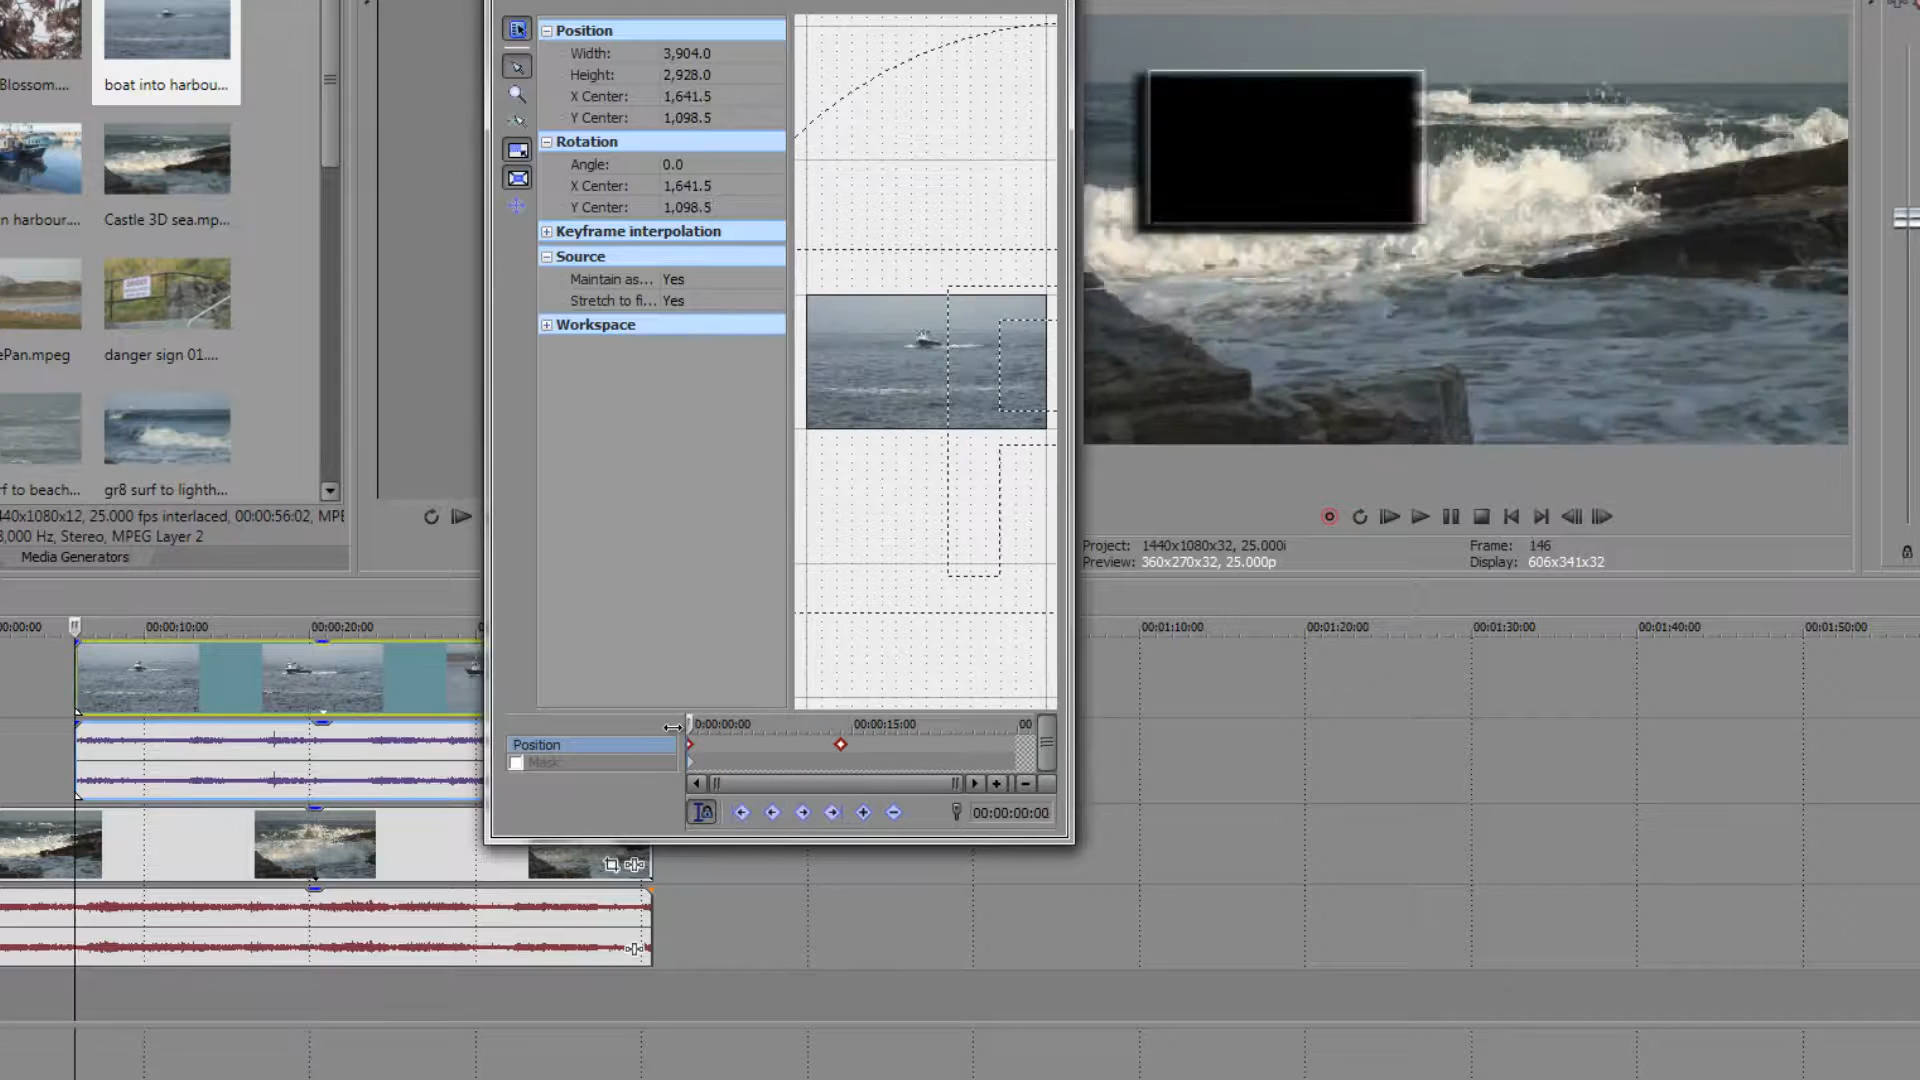 Blossom....
boat into harbou...
n harbour....
Castle 3D sea.mp...
ePan.mpeg
danger sign 01....
rf to beach...
gr8 surf to lighth...
440x1080x12, 25.000 fps interlaced, 00:00:56:02, MPE
3,000 Hz, Stereo, MPEG Layer 2
Media Generators
Position
Width: 3,904.0
Height: 2,928.0
X Center: 1,641.5
Y Center: 1,098.5
Rotation
Angle: 0.0
X Center: 1,641.5
Y Center: 1,098.5
Keyframe interpolation
Source
Maintain as... Yes
Stretch to fi... Yes
Workspace
DANGER
Project: 1440x1080x32, 25.000i
Preview: 360x270x32, 25.000p
Frame: 146
Display: 606x341x32
00:00:00 00:00:10:00 00:00:20:00 00:01:10:00 00:01:20:00 00:01:30:00 00:01:40:00 00:01:50:00
0:00:00:00 00:00:15:00 00
Position
Mask
00:00:00:00